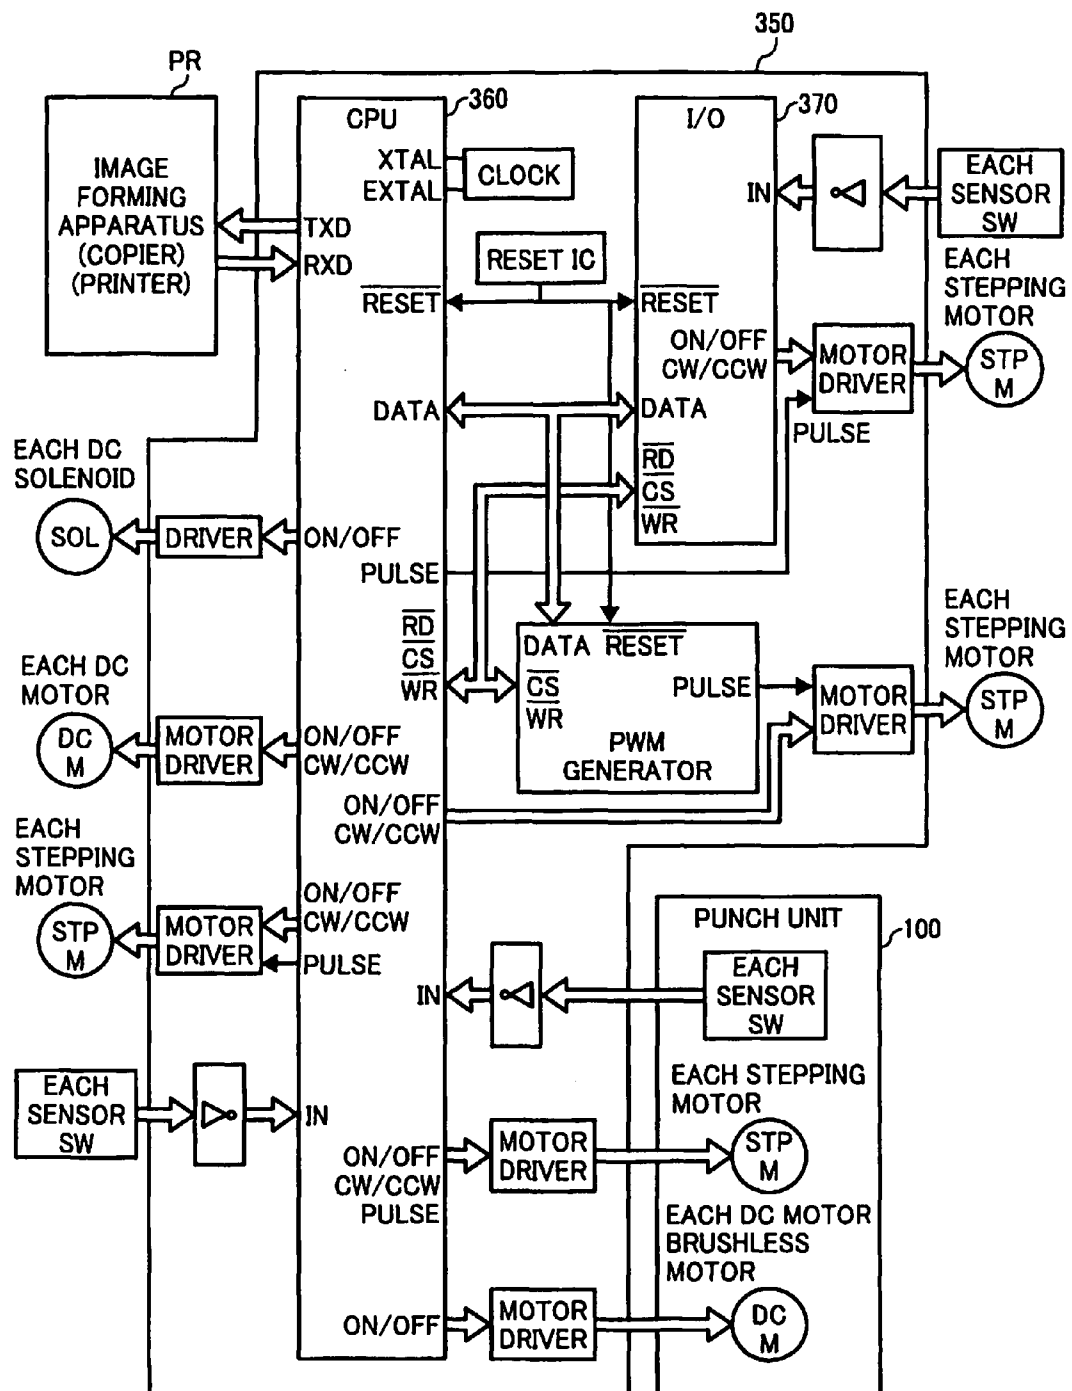 350
PR
360
CPU
370
I/O
IMAGE
FORMING
APPARATUS
(COPIER)
(PRINTER)
XTAL
EXTAL
CLOCK
TXD
RXD
RESET IC
RESET
RESET
IN
EACH
SENSOR
SW
EACH
STEPPING
MOTOR
ON/OFF
CW/CCW
MOTOR
DRIVER
STP
M
DATA
DATA
PULSE
RD
CS
WR
EACH DC
SOLENOID
SOL
DRIVER
ON/OFF
PULSE
RD
CS
WR
DATA RESET
CS
WR
PULSE
PWM
GENERATOR
MOTOR
DRIVER
EACH
STEPPING
MOTOR
STP
M
EACH DC
MOTOR
DC
M
MOTOR
DRIVER
ON/OFF
CW/CCW
ON/OFF
CW/CCW
EACH
STEPPING
MOTOR
STP
M
MOTOR
DRIVER
ON/OFF
CW/CCW
PULSE
PUNCH UNIT
100
EACH
SENSOR
SW
IN
EACH
SENSOR
SW
IN
EACH STEPPING
MOTOR
ON/OFF
CW/CCW
PULSE
MOTOR
DRIVER
STP
M
EACH DC MOTOR
BRUSHLESS
MOTOR
ON/OFF
MOTOR
DRIVER
DC
M